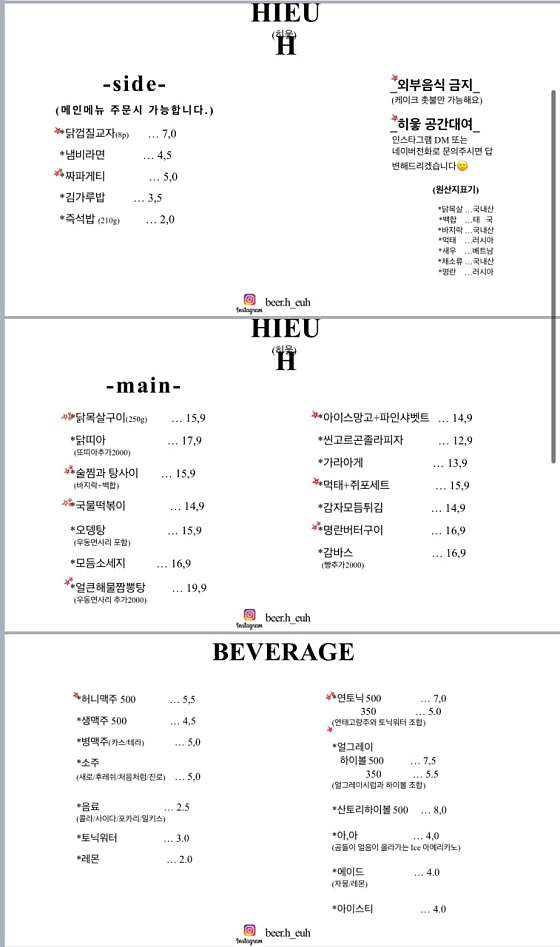 HIEU
(히읗)
H
-side-
(메인메뉴 주문시 가능합니다.)
*닭껍질교자(8p) ... 7,0
*냄비라면 ... 4,5
*짜파게티 ... 5,0
*김가루밥 ... 3,5
*즉석밥 (210g) ... 2,0
_*외부음식 금지_
(케이크 촛불만 가능해요)
_*히읗 공간대여_
인스타그램 DM 또는
네이버전화로 문의주시면 답
변해드리겠습니다🙂
(원산지표기)
*닭목살 ...국내산
*백합 ...태 국
*바지락 ...국내산
*먹태 ...러시아
*새우 ...베트남
*채소류 ...국내산
*명란 ...러시아
Instagram beer.h_euh
HIEU
(히읗)
H
-main-
*닭목살구이(250g) ... 15,9
*닭띠아 ... 17,9
(또띠아추가2000)
*술찜과 탕사이 ... 15,9
(바지락+백합)
*국물떡볶이 ... 14,9
*오뎅탕 ... 15,9
(우동면사리 포함)
*모듬소세지 ... 16,9
*얼큰해물짬뽕탕 ... 19,9
(우동면사리 추가2000)
*아이스망고+파인샤벳트 ... 14,9
*씬고르곤졸라피자 ... 12,9
*가라아게 ... 13,9
*먹태+쥐포세트 ... 15,9
*감자모듬튀김 ... 14,9
*명란버터구이 ... 16,9
*감바스 ... 16,9
(빵추가2000)
Instagram beer.h_euh
BEVERAGE
*허니맥주 500 ... 5,5
*생맥주 500 ... 4,5
*병맥주(카스/테라) ... 5,0
*소주
(새로/후레쉬/처음처럼/진로) ... 5,0
*음료 ... 2.5
(콜라/사이다/포카리/밀키스)
*토닉워터 ... 3.0
*레몬 ... 2.0
*연토닉 500 ... 7,0
350 ... 5.0
(연태고량주와 토닉워터 조합)
*얼그레이
하이볼 500 ... 7,5
350 ... 5.5
(얼그레이시럽과 하이볼 조합)
*산토리하이볼 500 ... 8,0
*아,아 ... 4,0
(곰돌이 얼음이 올라가는 Ice 아메리카노)
*에이드 ... 4.0
(자몽/레몬)
*아이스티 ... 4.0
Instagram beer.h_euh